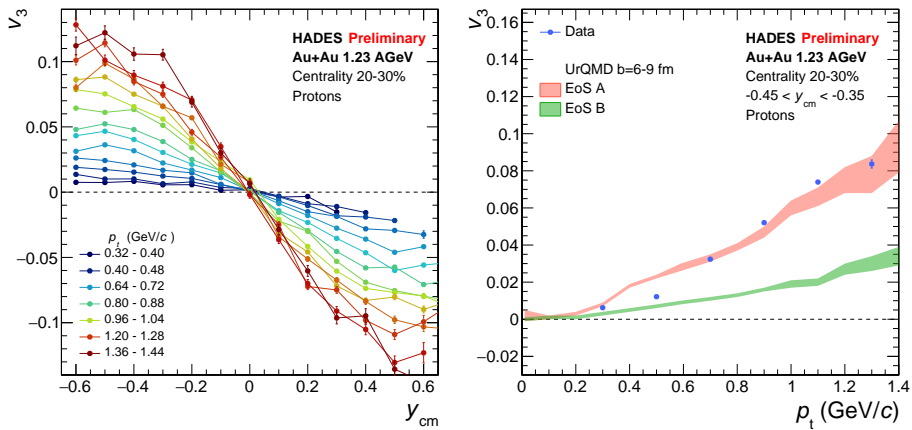 v₃
0.1
0.05
0
−0.05
−0.1
HADES Preliminary
Au+Au 1.23 AGeV
Centrality 20-30%
Protons
p_t (GeV/c)
0.32 - 0.40
0.40 - 0.48
0.64 - 0.72
0.80 - 0.88
0.96 - 1.04
1.20 - 1.28
1.36 - 1.44
−0.6 −0.4 −0.2 0 0.2 0.4 0.6
y_cm
v₃
0.16
0.14
0.12
0.1
0.08
0.06
0.04
0.02
0
−0.02
Data
UrQMD b=6-9 fm
EoS A
EoS B
HADES Preliminary
Au+Au 1.23 AGeV
Centrality 20-30%
-0.45 < y_cm < -0.35
Protons
0 0.2 0.4 0.6 0.8 1 1.2 1.4
p_t (GeV/c)